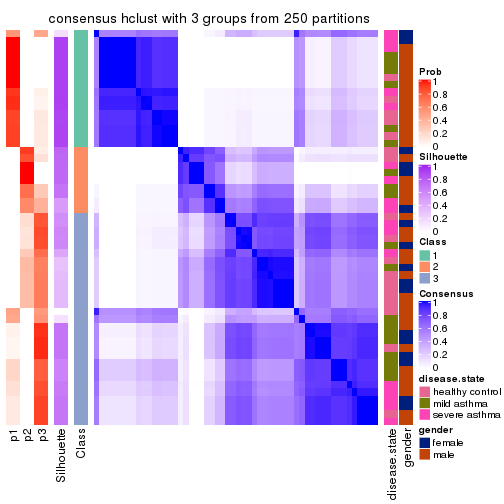 consensus hclust with 3 groups from 250 partitions
Prob
1
0.8
0.6
0.4
0.2
0
Silhouette
1
0.8
0.6
0.4
0.2
0
Class
1
2
3
Consensus
1
0.8
0.6
0.4
0.2
0
disease.state
healthy control
mild asthma
severe asthma
gender
female
male
p1
p2
p3
Silhouette
Class
disease.state
gender